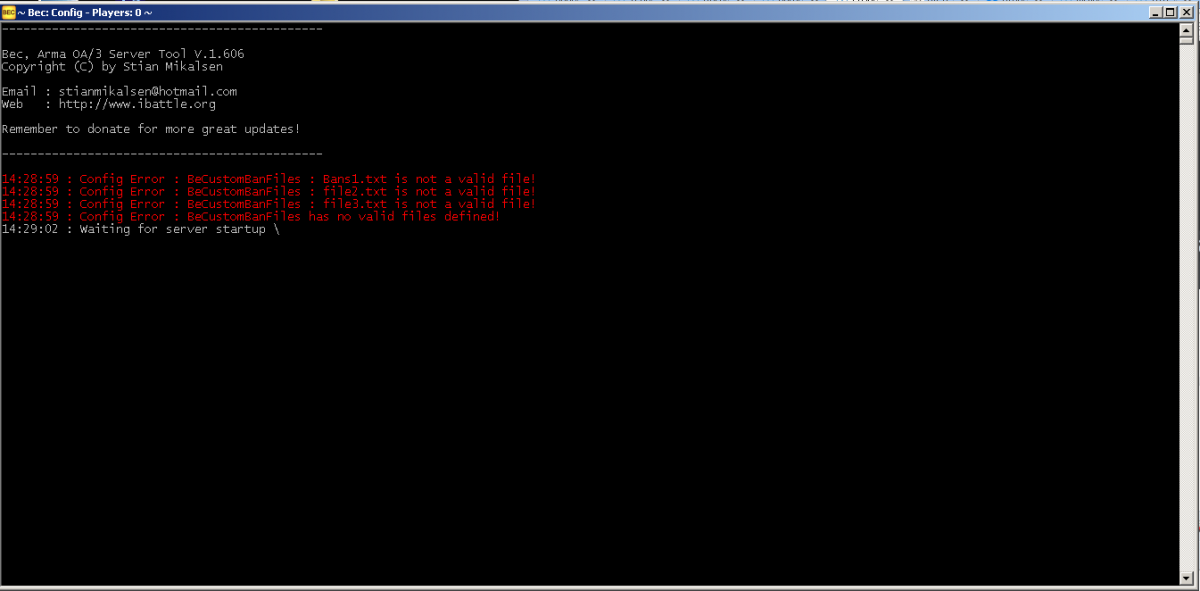 BEC ~ Bec: Config - Players: 0 ~
-------------------------------------------
Bec, Arma OA/3 Server Tool V.1.606
Copyright (C) by Stian Mikalsen
Email : stianmikalsen@hotmail.com
Web   : http://www.ibattle.org
Remember to donate for more great updates!
-------------------------------------------
14:28:59 : Config Error : BeCustomBanFiles : Bans1.txt is not a valid file!
14:28:59 : Config Error : BeCustomBanFiles : file2.txt is not a valid file!
14:28:59 : Config Error : BeCustomBanFiles : file3.txt is not a valid file!
14:28:59 : Config Error : BeCustomBanFiles has no valid files defined!
14:29:02 : Waiting for server startup \